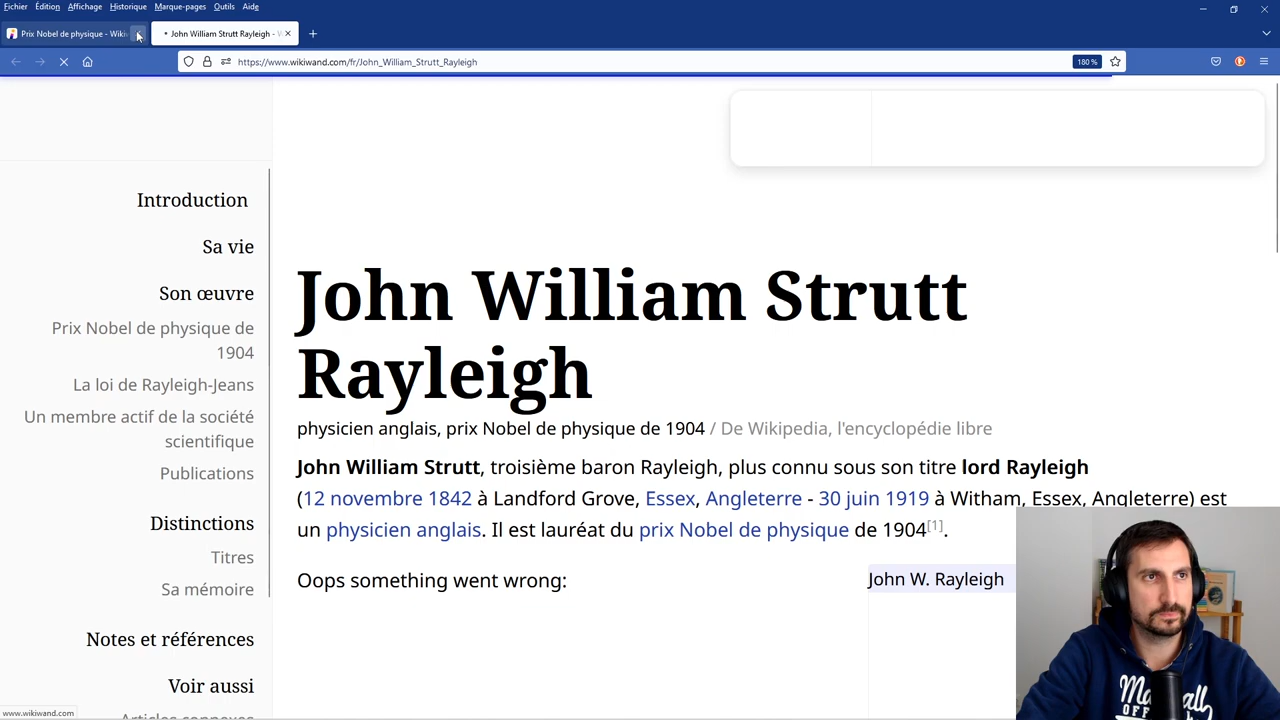 Fichier Édition Affichage Historique Marque-pages Outils Aide
Prix Nobel de physique - Wiki
John William Strutt Rayleigh - W
https://www.wikiwand.com/fr/John_William_Strutt_Rayleigh
180 %
Introduction
Sa vie
Son œuvre
Prix Nobel de physique de
1904
La loi de Rayleigh-Jeans
Un membre actif de la société
scientifique
Publications
Distinctions
Titres
Sa mémoire
Notes et références
Voir aussi
Articles connexes
www.wikiwand.com
John William Strutt
Rayleigh
physicien anglais, prix Nobel de physique de 1904 / De Wikipedia, l'encyclopédie libre
John William Strutt, troisième baron Rayleigh, plus connu sous son titre lord Rayleigh
(12 novembre 1842 à Landford Grove, Essex, Angleterre - 30 juin 1919 à Witham, Essex, Angleterre) est
un physicien anglais. Il est lauréat du prix Nobel de physique de 1904[1].
Oops something went wrong:
John W. Rayleigh